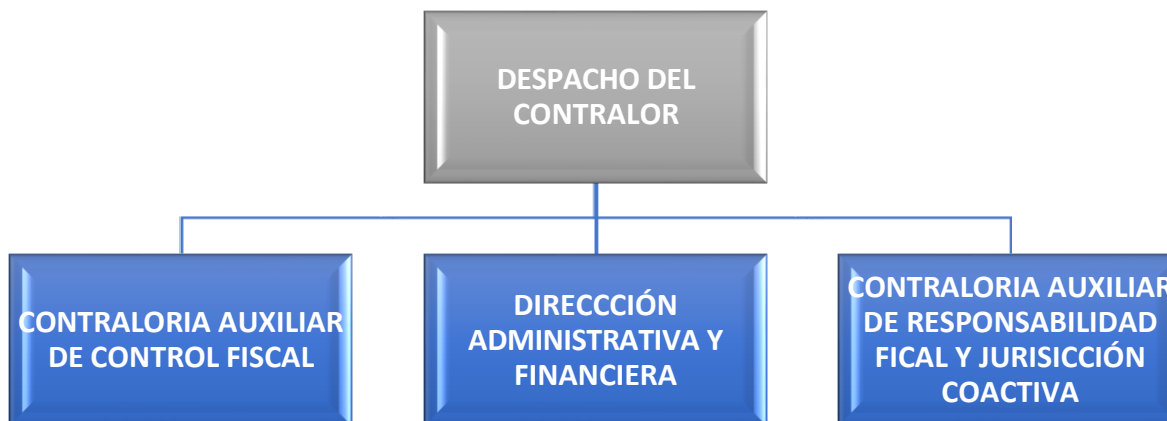 DESPACHO DEL
CONTRALOR
CONTRALORIA AUXILIAR
DE CONTROL FISCAL
DIRECCCIÓN
ADMINISTRATIVA Y
FINANCIERA
CONTRALORIA AUXILIAR
DE RESPONSABILIDAD
FICAL Y JURISICCIÓN
COACTIVA